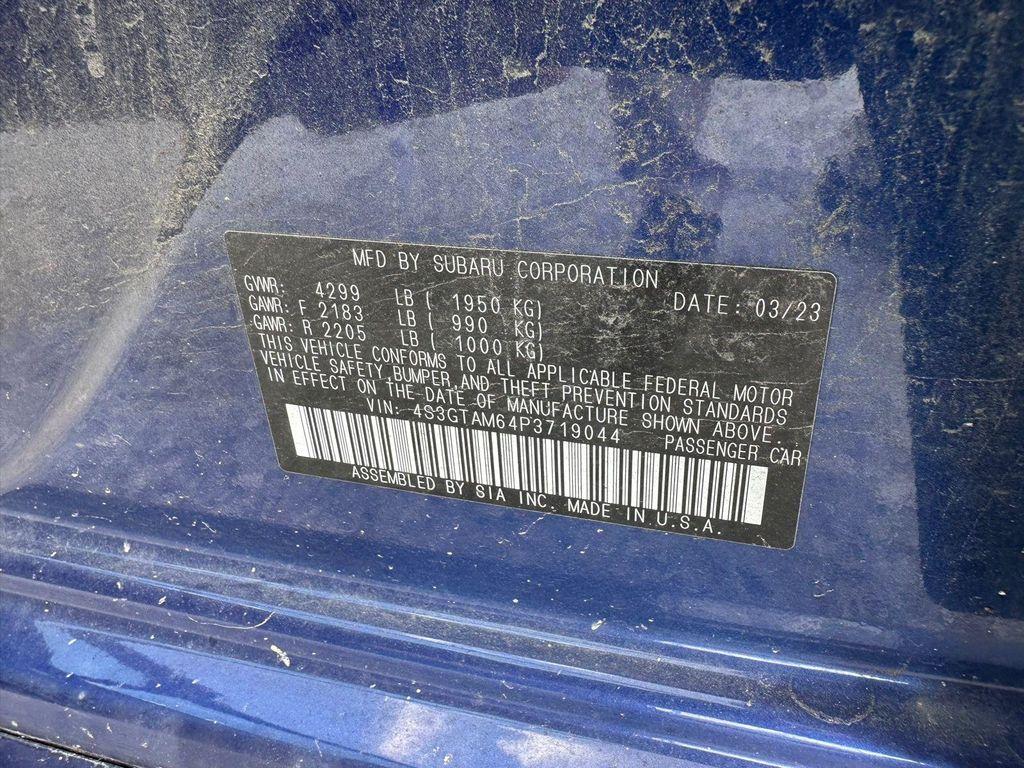 MFD BY SUBARU CORPORATION
GVWR: 4299 LB ( 1950 KG) DATE: 03/23
GAWR: F 2183 LB ( 990 KG)
GAWR: R 2205 LB ( 1000 KG)
THIS VEHICLE CONFORMS TO ALL APPLICABLE FEDERAL MOTOR
VEHICLE SAFETY,BUMPER,AND THEFT PREVENTION STANDARDS
IN EFFECT ON THE DATE OF MANUFACTURE SHOWN ABOVE.
VIN: 4S3GTAM64P3719044 PASSENGER CAR
ASSEMBLED BY SIA INC. MADE IN U.S.A.